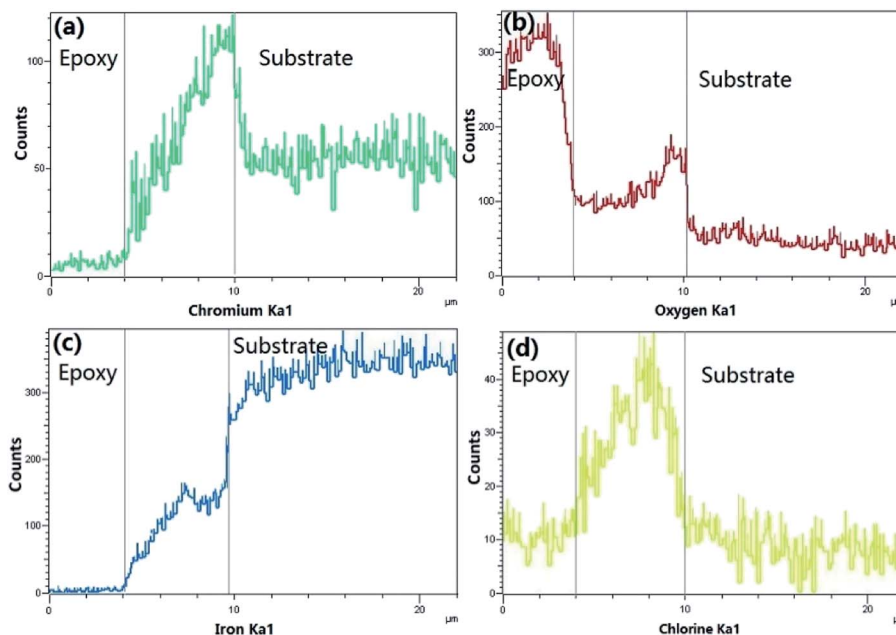 (a)
Epoxy
Substrate
Counts
100
50
0
0
10
20
μm
Chromium Ka1
(b)
Epoxy
Substrate
Counts
300
200
100
0
0
10
20
μm
Oxygen Ka1
(c)
Epoxy
Substrate
Counts
300
200
100
0
0
10
20
μm
Iron Ka1
(d)
Epoxy
Substrate
Counts
40
30
20
10
0
0
10
20
μm
Chlorine Ka1